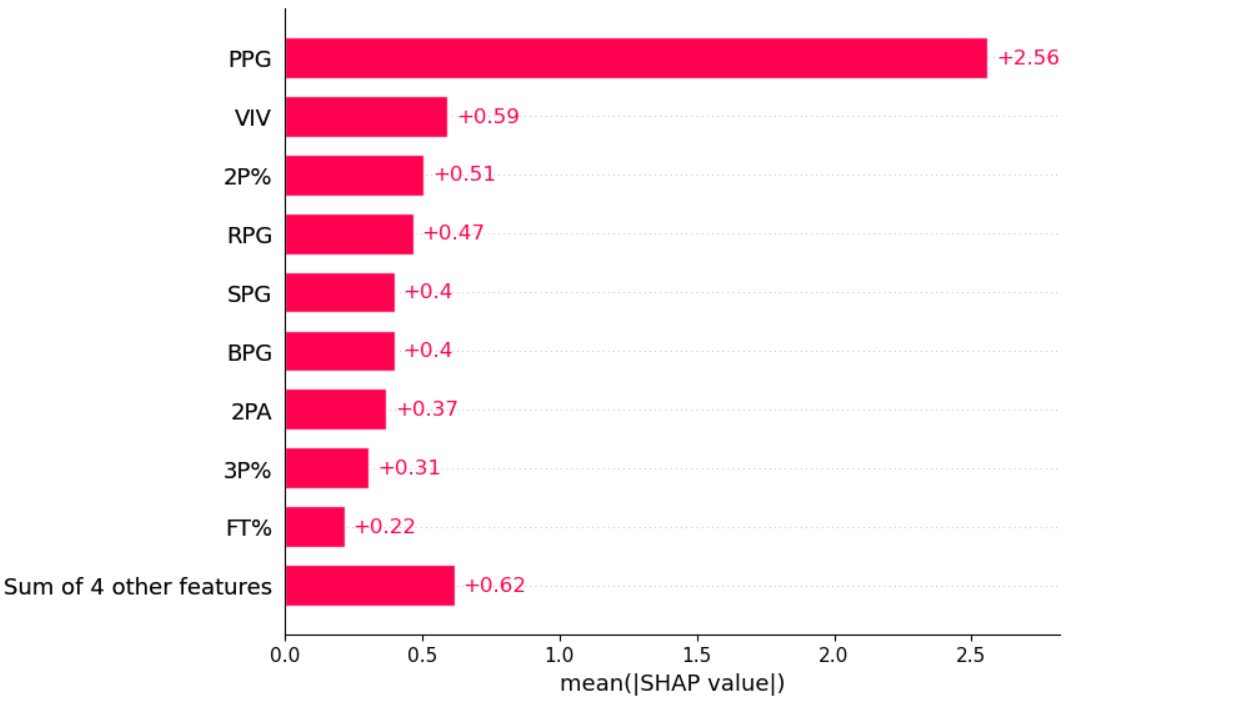 PPG +2.56
VIV +0.59
2P% +0.51
RPG +0.47
SPG +0.4
BPG +0.4
2PA +0.37
3P% +0.31
FT% +0.22
Sum of 4 other features +0.62
0.0 0.5 1.0 1.5 2.0 2.5
mean(|SHAP value|)